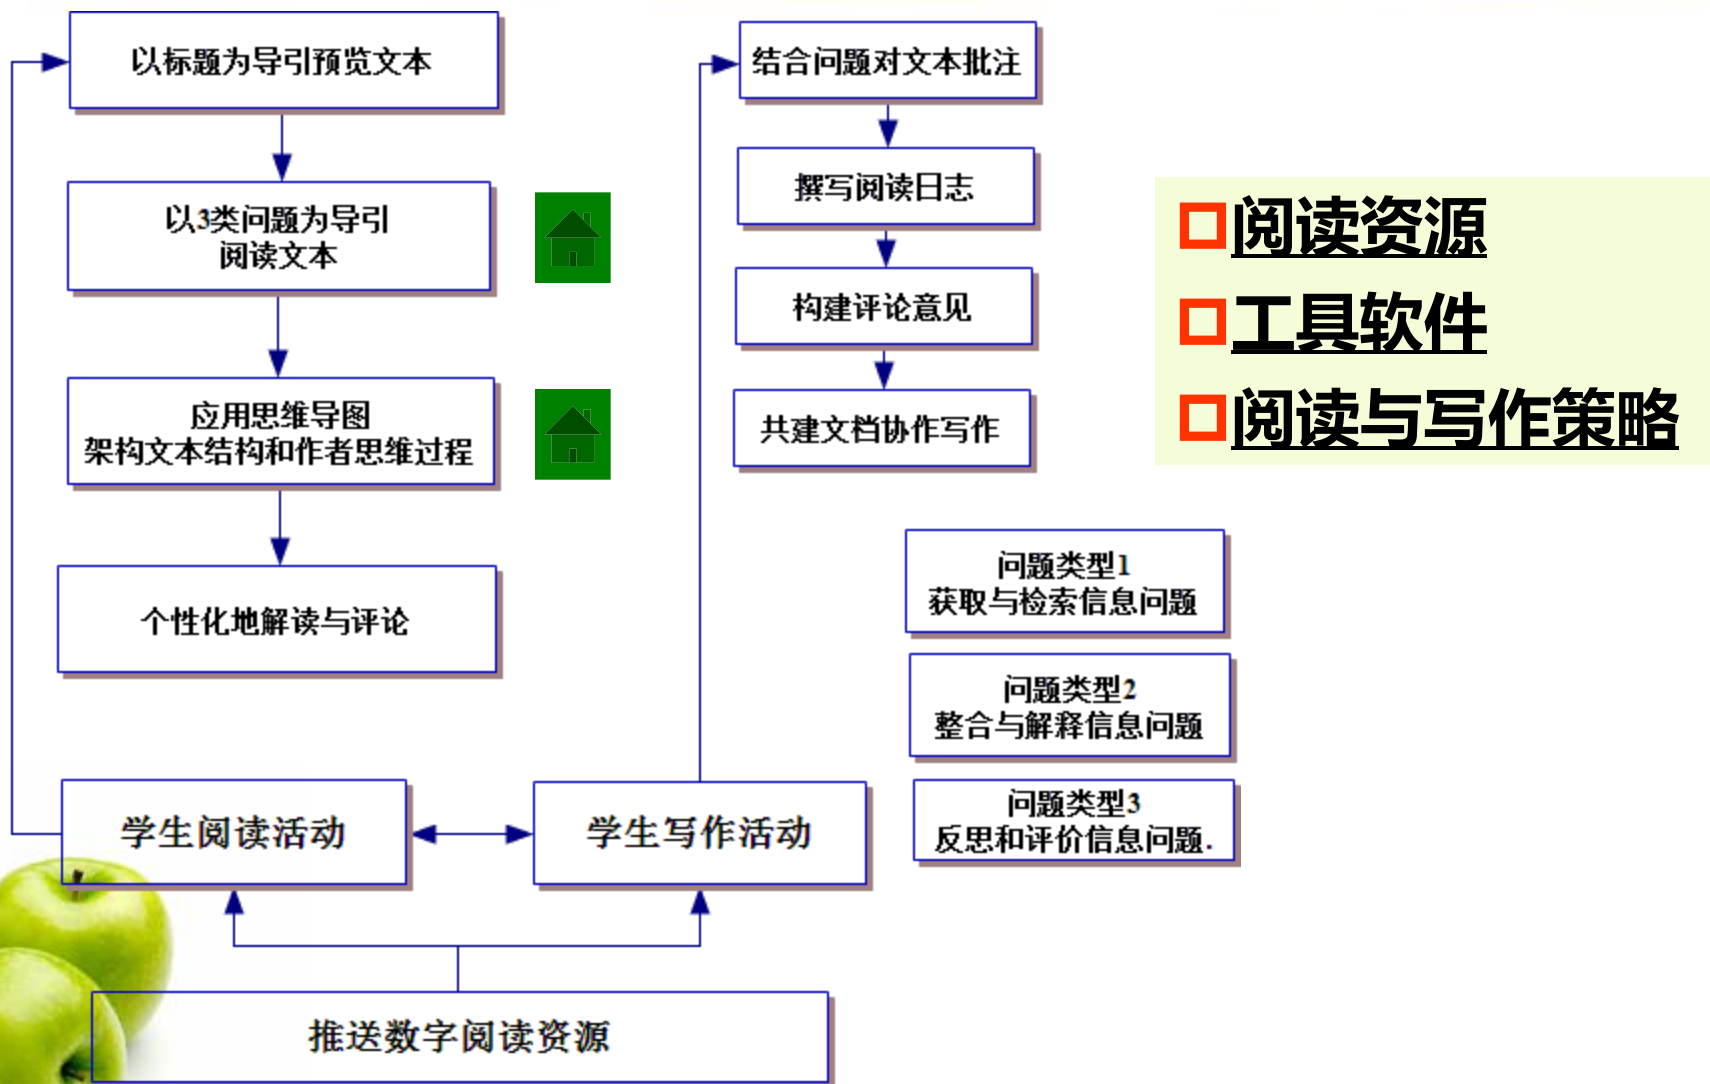 以标题为导引预览文本
以3类问题为导引
阅读文本
应用思维导图
架构文本结构和作者思维过程
个性化地解读与评论
学生阅读活动
结合问题对文本批注
撰写阅读日志
构建评论意见
共建文档协作写作
学生写作活动
推送数字阅读资源
问题类型1
获取与检索信息问题
问题类型2
整合与解释信息问题
问题类型3
反思和评价信息问题.
阅读资源
工具软件
阅读与写作策略